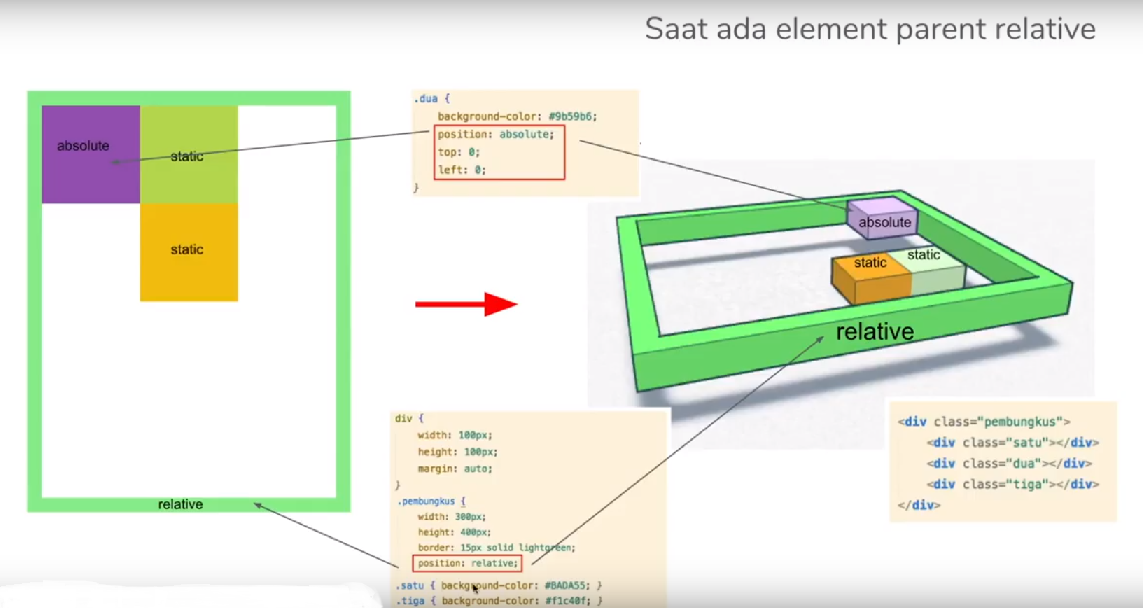 Saat ada element parent relative
absolute
static
static
relative
.dua {
background-color: #9b59b6;
position: absolute;
top: 0;
left: 0;
}
absolute
static
static
relative
div {
width: 100px;
height: 100px;
margin: auto;
}
.pembungkus {
width: 300px;
height: 400px;
border: 15px solid lightgreen;
position: relative;
.satu { background-color: #BADA55; }
.tiga { background-color: #f1c40f; }
<div class="pembungkus">
<div class="satu"></div>
<div class="dua"></div>
<div class="tiga"></div>
</div>